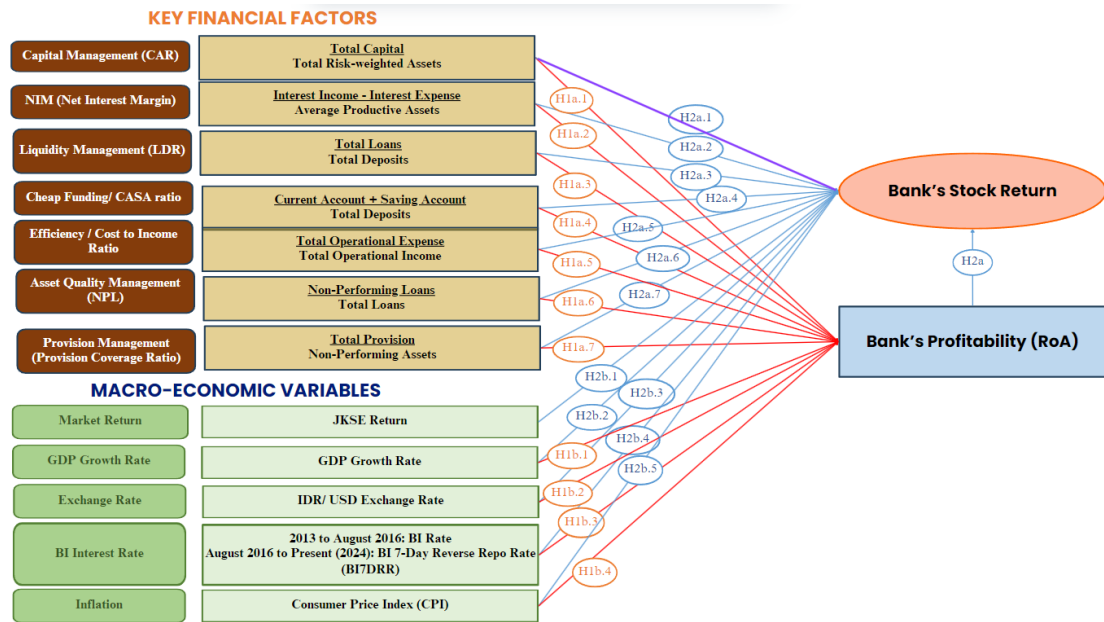 KEY FINANCIAL FACTORS
Capital Management (CAR)
Total Capital
Total Risk-weighted Assets
NIM (Net Interest Margin)
Interest Income - Interest Expense
Average Productive Assets
Liquidity Management (LDR)
Total Loans
Total Deposits
Cheap Funding/ CASA ratio
Current Account + Saving Account
Total Deposits
Efficiency / Cost to Income
Ratio
Total Operational Expense
Total Operational Income
Asset Quality Management
(NPL)
Non-Performing Loans
Total Loans
Provision Management
(Provision Coverage Ratio)
Total Provision
Non-Performing Assets
H1a.1
H1a.2
H1a.3
H1a.4
H1a.5
H1a.6
H1a.7
H2a.1
H2a.2
H2a.3
H2a.4
H2a.5
H2a.6
H2a.7
Bank's Stock Return
H2a
Bank's Profitability (RoA)
MACRO-ECONOMIC VARIABLES
Market Return
JKSE Return
GDP Growth Rate
GDP Growth Rate
Exchange Rate
IDR/ USD Exchange Rate
BI Interest Rate
2013 to August 2016: BI Rate
August 2016 to Present (2024): BI 7-Day Reverse Repo Rate
(BI7DRR)
Inflation
Consumer Price Index (CPI)
H2b.1
H2b.2
H2b.3
H2b.4
H2b.5
H1b.1
H1b.2
H1b.3
H1b.4